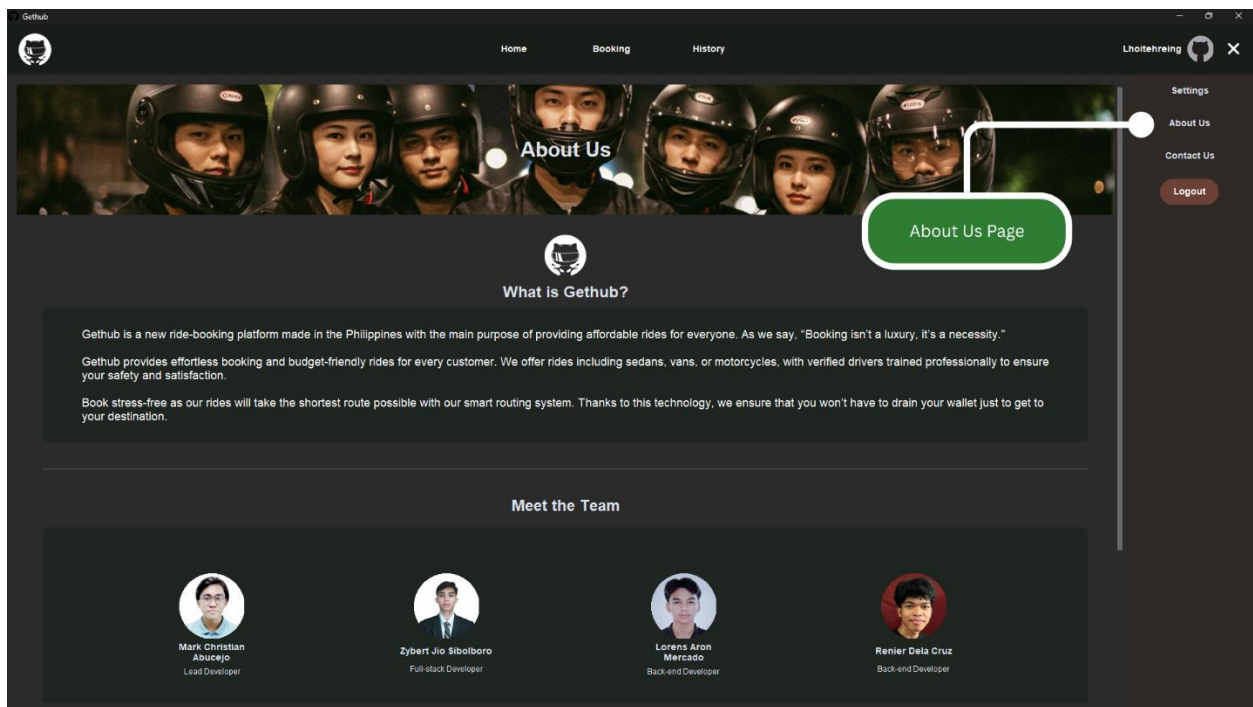 Gethub
Home Booking History Lhoitehreing
Settings
About Us
Contact Us
Logout
About Us
About Us Page
What is Gethub?
Gethub is a new ride-booking platform made in the Philippines with the main purpose of providing affordable rides for everyone. As we say, “Booking isn’t a luxury, it’s a necessity.”
Gethub provides effortless booking and budget-friendly rides for every customer. We offer rides including sedans, vans, or motorcycles, with verified drivers trained professionally to ensure
your safety and satisfaction.
Book stress-free as our rides will take the shortest route possible with our smart routing system. Thanks to this technology, we ensure that you won’t have to drain your wallet just to get to
your destination.
Meet the Team
Mark Christian
Abucejo
Lead Developer
Zybert Jio Sibolboro
Full-stack Developer
Lorens Aron
Mercado
Back-end Developer
Renier Dela Cruz
Back-end Developer